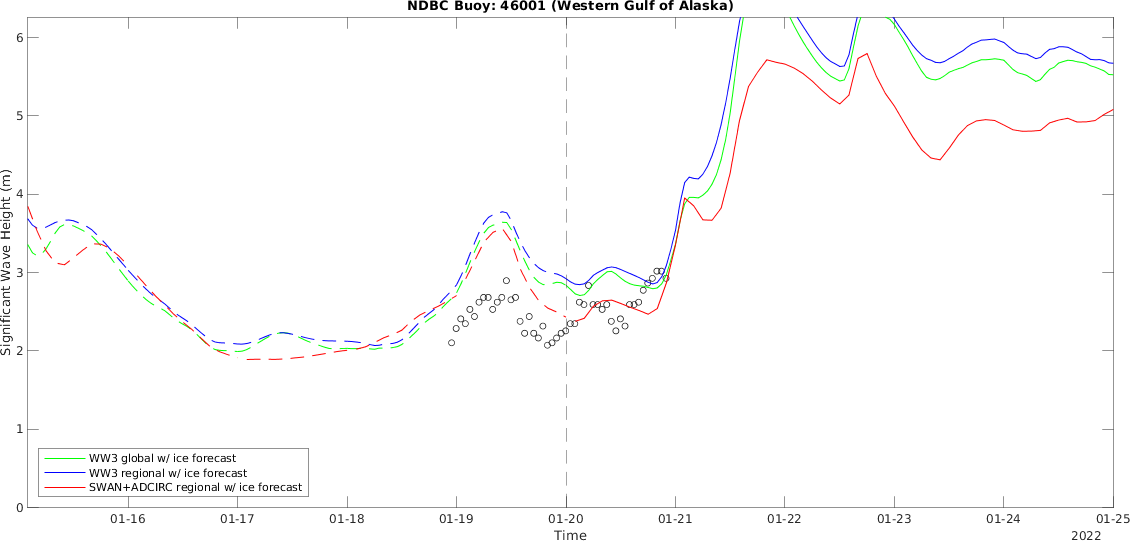 NDBC Buoy: 46001 (Western Gulf of Alaska)
6
5
4
3
2
1
0
Significant Wave Height (m)
WW3 global w/ ice forecast
WW3 regional w/ ice forecast
SWAN+ADCIRC regional w/ ice forecast
01-16 01-17 01-18 01-19 01-20 01-21 01-22 01-23 01-24 01-25
Time
2022